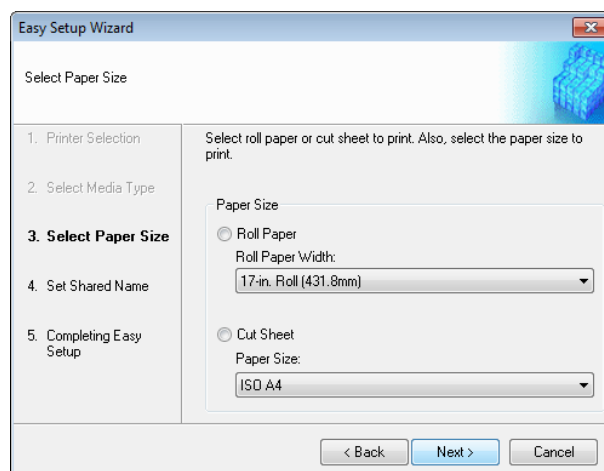 Easy Setup Wizard
Select Paper Size
1. Printer Selection
2. Select Media Type
3. Select Paper Size
4. Set Shared Name
5. Completing Easy
Setup
Select roll paper or cut sheet to print. Also, select the paper size to
print.
Paper Size
Roll Paper
Roll Paper Width:
17-in. Roll (431.8mm)
Cut Sheet
Paper Size:
ISO A4
< Back
Next >
Cancel